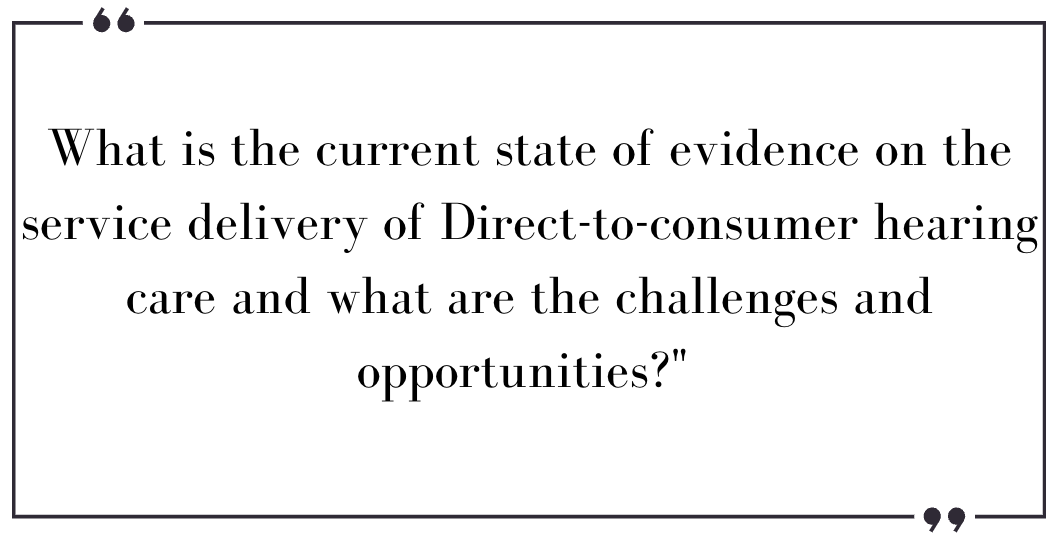 “
What is the current state of evidence on the
service delivery of Direct-to-consumer hearing
care and what are the challenges and
opportunities?"
”